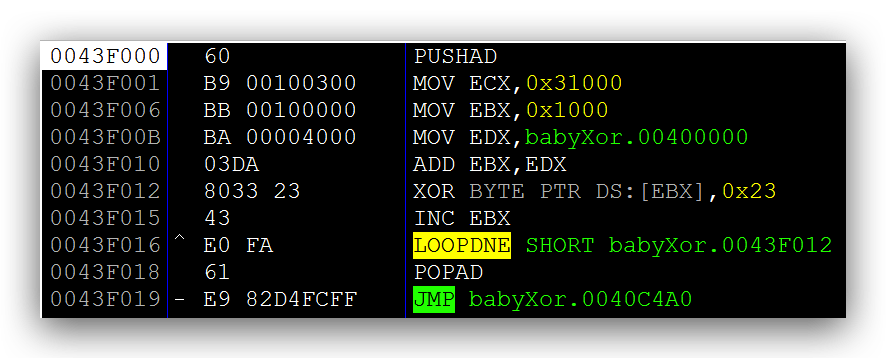 0043F000 60 PUSHAD
0043F001 B9 00100300 MOV ECX,0x31000
0043F006 BB 00100000 MOV EBX,0x1000
0043F00B BA 00004000 MOV EDX,babyXor.00400000
0043F010 03DA ADD EBX,EDX
0043F012 8033 23 XOR BYTE PTR DS:[EBX],0x23
0043F015 43 INC EBX
0043F016 ^ E0 FA LOOPDNE SHORT babyXor.0043F012
0043F018 61 POPAD
0043F019 - E9 82D4FCFF JMP babyXor.0040C4A0